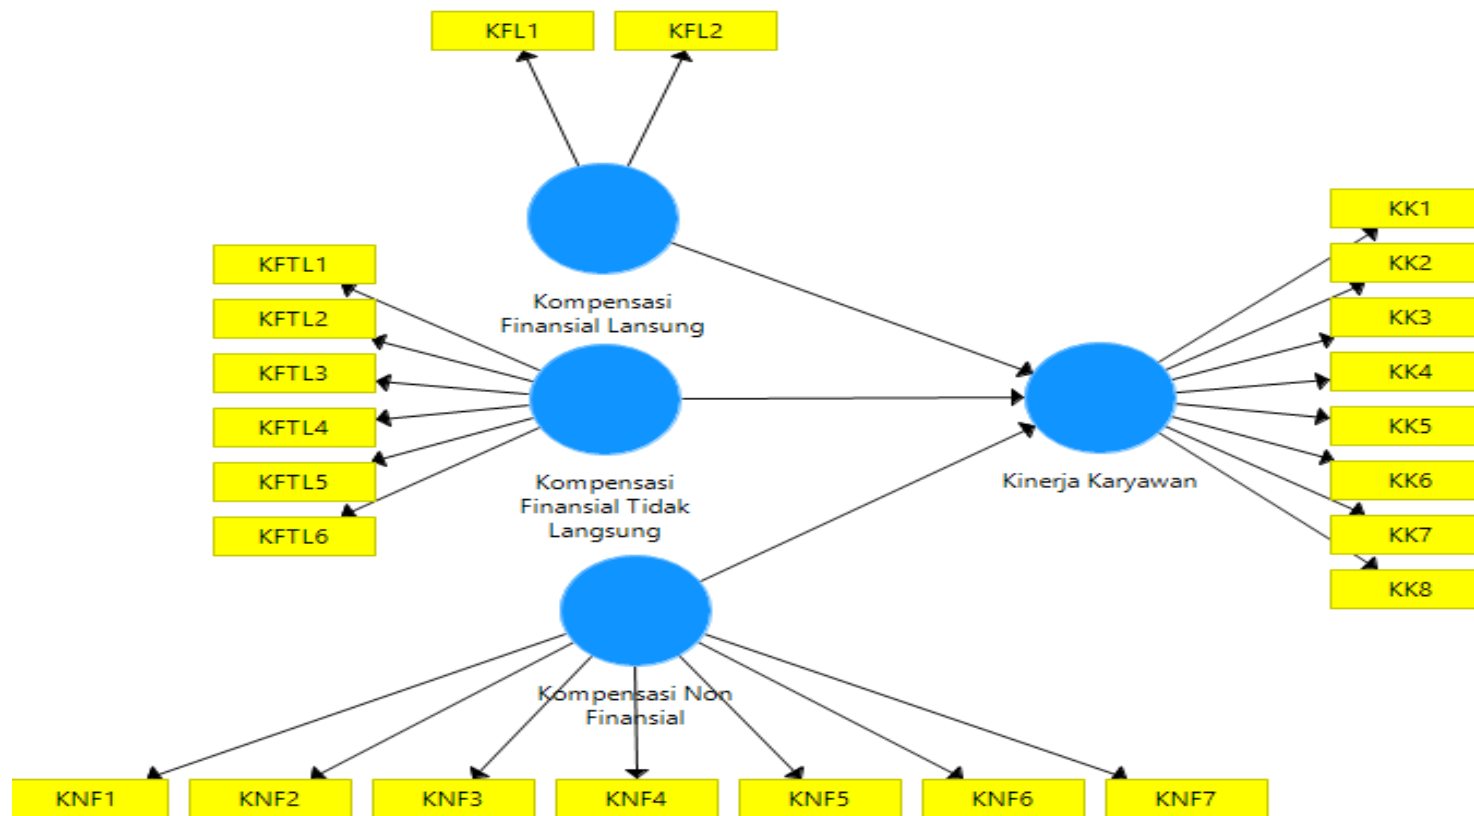 KFL1
KFL2
Kompensasi
Finansial Lansung
KFTL1
KFTL2
KFTL3
KFTL4
KFTL5
KFTL6
Kompensasi
Finansial Tidak
Langsung
KK1
KK2
KK3
KK4
KK5
KK6
KK7
KK8
Kinerja Karyawan
Kompensasi Non
Finansial
KNF1
KNF2
KNF3
KNF4
KNF5
KNF6
KNF7